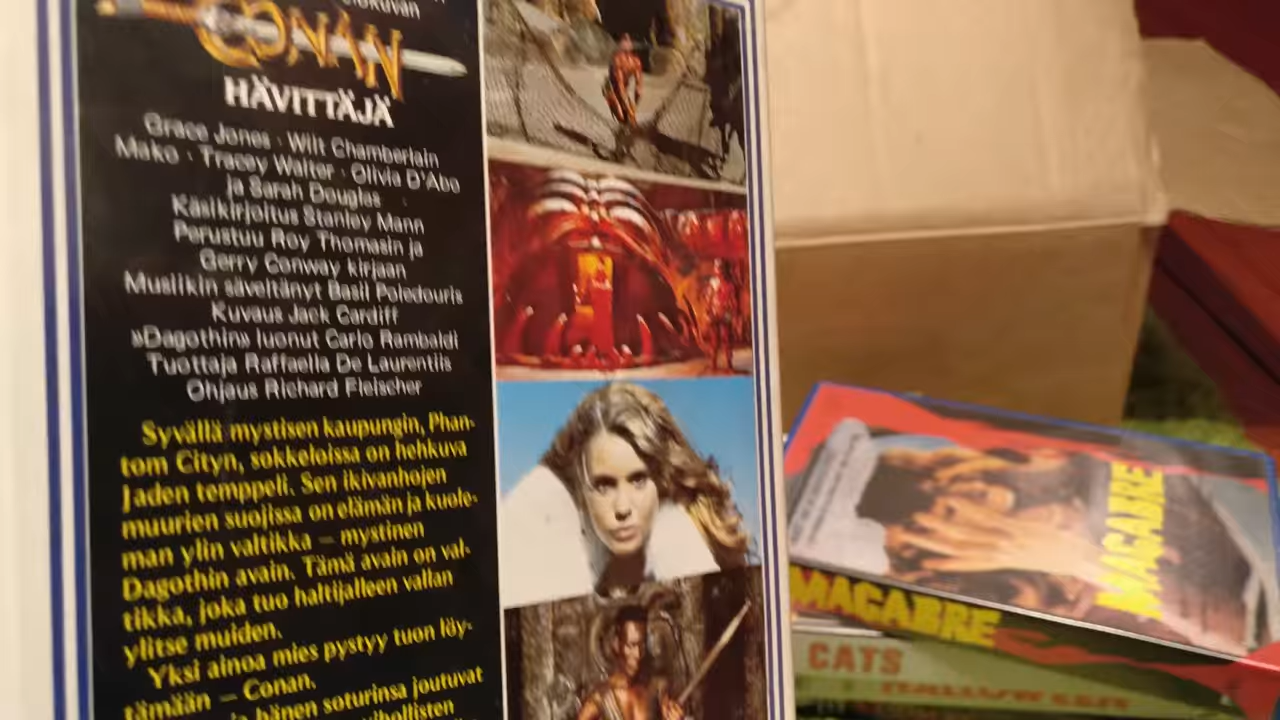 CONAN
HÄVITTÄJÄ
Grace Jones · Wilt Chamberlain
Mako · Tracey Walter · Olivia D'Abo
ja Sarah Douglas
Käsikirjoitus Stanley Mann
Perustuu Roy Thomasin ja
Gerry Conway kirjaan
Musiikin säveltänyt Basil Poledouris
Kuvaus Jack Cardiff
»Dagothin» luonut Carlo Rambaldi
Tuottaja Raffaella De Laurentiis
Ohjaus Richard Fleischer
Syvällä mystisen kaupungin, Phan-
tom Cityn, sokkeloissa on hehkuva
Jaden temppeli. Sen ikivanhojen
muurien suojissa on elämän ja kuole-
man ylin valtikka – mystinen
Dagothin avain. Tämä avain on val-
tikka, joka tuo haltijalleen vallan
ylitse muiden.
Yksi ainoa mies pystyy tuon löy-
tämään – Conan.
hänen soturinsa joutuvat
vihollisten
MACABRE
MACABRE
CATS